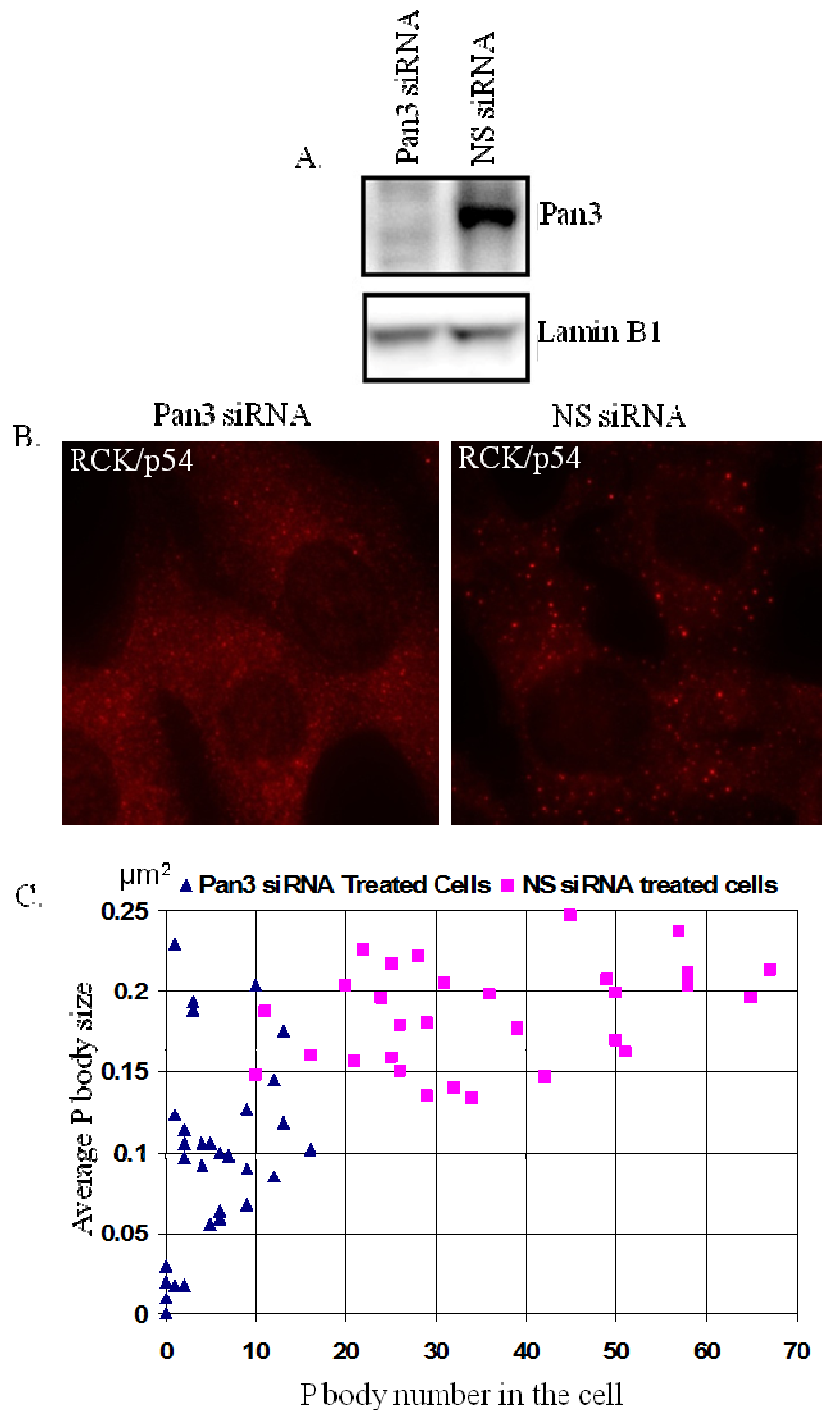 A.
Pan3 siRNA
NS siRNA
Pan3
Lamin B1
B.
Pan3 siRNA
NS siRNA
RCK/p54
RCK/p54
C.
µm²
Pan3 siRNA Treated Cells
NS siRNA treated cells
Average P body size
0.25
0.2
0.15
0.1
0.05
0
0 10 20 30 40 50 60 70
P body number in the cell